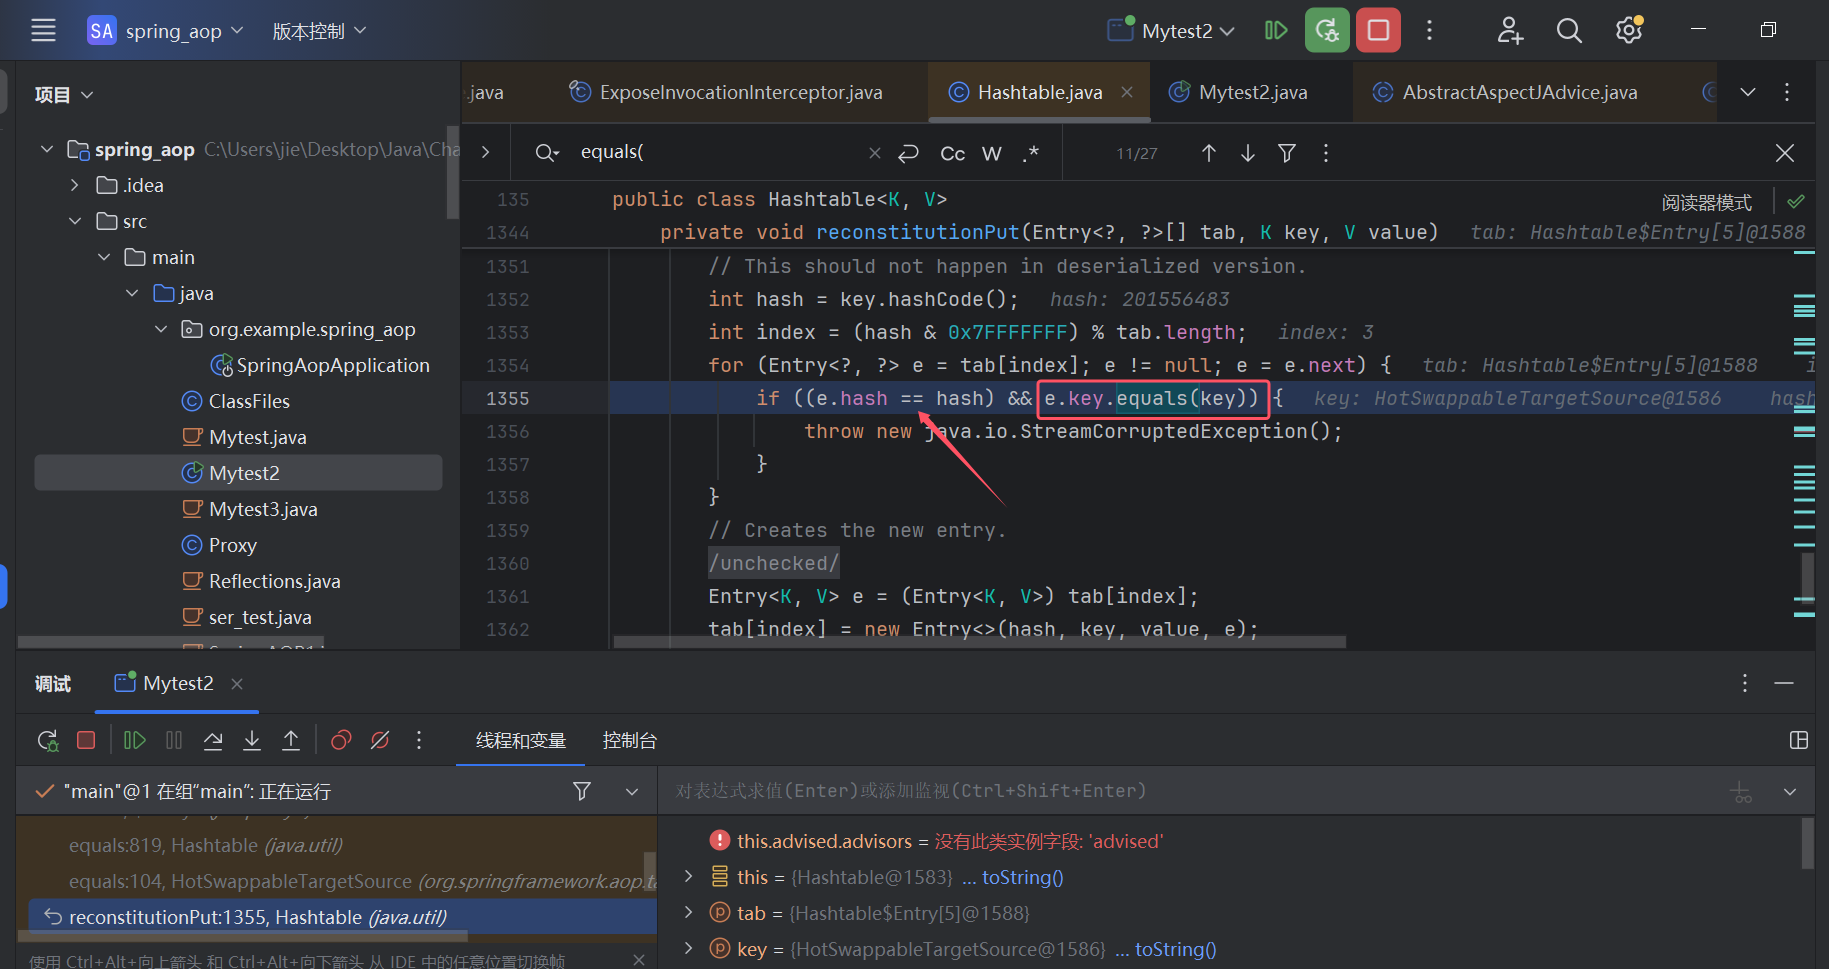 SA spring_aop 版本控制 Mytest2
项目
.java ExposeInvocationInterceptor.java Hashtable.java Mytest2.java AbstractAspectJAdvice.java
spring_aop C:\Users\jie\Desktop\Java\Cha
.idea
src
main
java
org.example.spring_aop
SpringAopApplication
ClassFiles
Mytest.java
Mytest2
Mytest3.java
Proxy
Reflections.java
ser_test.java
equals( Cc W .* 11/27
135 public class Hashtable<K, V> 阅读器模式
1344 private void reconstitutionPut(Entry<?, ?>[] tab, K key, V value) tab: Hashtable$Entry[5]@1588
1351 // This should not happen in deserialized version.
1352 int hash = key.hashCode(); hash: 201556483
1353 int index = (hash & 0x7FFFFFFF) % tab.length; index: 3
1354 for (Entry<?, ?> e = tab[index]; e != null; e = e.next) { tab: Hashtable$Entry[5]@1588 i
1355 if ((e.hash == hash) && e.key.equals(key)) { key: HotSwappableTargetSource@1586 hash
1356 throw new java.io.StreamCorruptedException();
1357 }
1358 }
1359 // Creates the new entry.
1360 /unchecked/
1361 Entry<K, V> e = (Entry<K, V>) tab[index];
1362 tab[index] = new Entry<>(hash, key, value, e);
调试 Mytest2
线程和变量 控制台
"main"@1 在组“main”: 正在运行
equals:819, Hashtable (java.util)
equals:104, HotSwappableTargetSource (org.springframework.aop.ta
reconstitutionPut:1355, Hashtable (java.util)
使用 Ctrl+Alt+向上箭头 和 Ctrl+Alt+向下箭头 从 IDE 中的任意位置切换帧
对表达式求值(Enter)或添加监视(Ctrl+Shift+Enter)
this.advised.advisors = 没有此类实例字段: 'advised'
this = {Hashtable@1583} ... toString()
tab = {Hashtable$Entry[5]@1588}
key = {HotSwappableTargetSource@1586} ... toString()